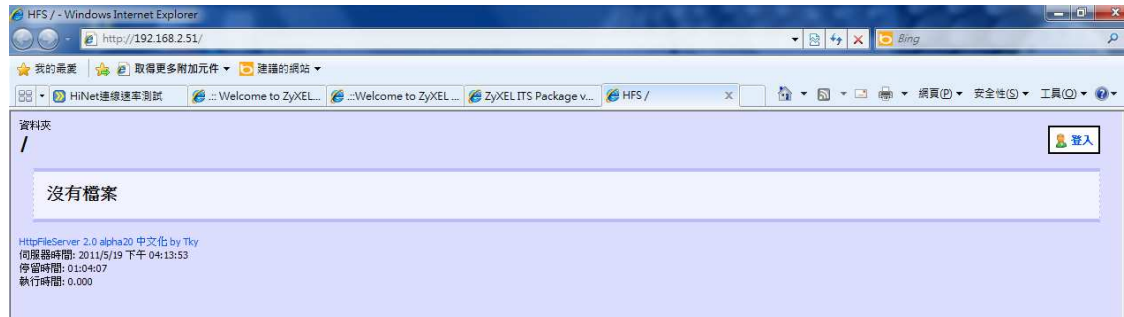 HFS / - Windows Internet Explorer
http://192.168.2.51/
Bing
我的最愛 取得更多附加元件 建議的網站
HiNet連線速率測試 .:: Welcome to ZyXEL... .::Welcome to ZyXEL ... ZyXEL ITS Package v... HFS / x 網頁(P) 安全性(S) 工具(O)
資料夾
/
登入
沒有檔案
HttpFileServer 2.0 alpha20 中文化 by Tky
伺服器時間: 2011/5/19 下午 04:13:53
停留時間: 01:04:07
執行時間: 0.000